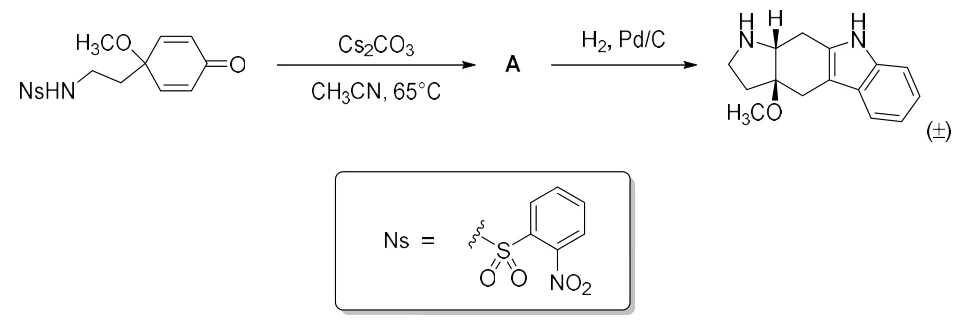 H₃CO
NsHN
O
Cs₂CO₃
CH₃CN, 65°C
A
H₂, Pd/C
H
N
H
H
N
H₃CO
(±)
Ns =
S
O O
NO₂